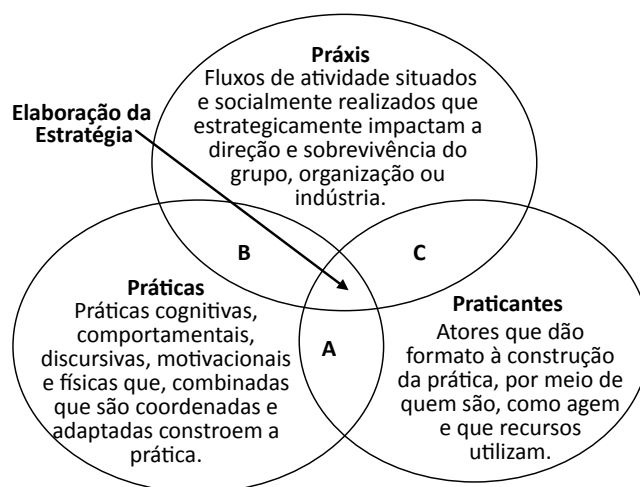 Práxis
Fluxos de atividade situados
e socialmente realizados que
estrategicamente impactam a
direção e sobrevivência do
grupo, organização ou
indústria.
Elaboração da
Estratégia
B
C
Práticas
Práticas cognitivas,
comportamentais,
discursivas, motivacionais
e físicas que, combinadas
que são coordenadas e
adaptadas constroem a
prática.
A
Praticantes
Atores que dão
formato à construção
da prática, por meio de
quem são, como agem
e que recursos
utilizam.